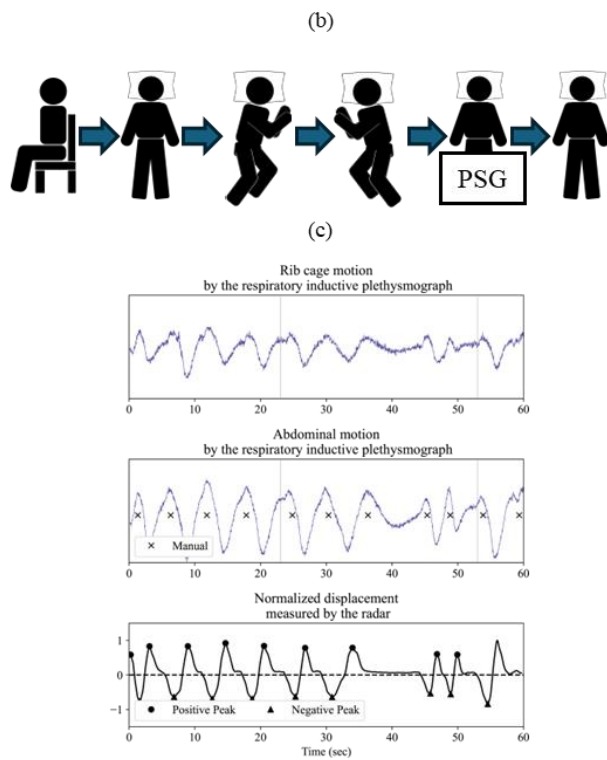 (b)
PSG
(c)
Rib cage motion
by the respiratory inductive plethysmograph
0 10 20 30 40 50 60
Abdominal motion
by the respiratory inductive plethysmograph
× Manual
0 10 20 30 40 50 60
Normalized displacement
measured by the radar
1
0
−1
● Positive Peak ▲ Negative Peak
0 10 20 30 40 50 60
Time (sec)